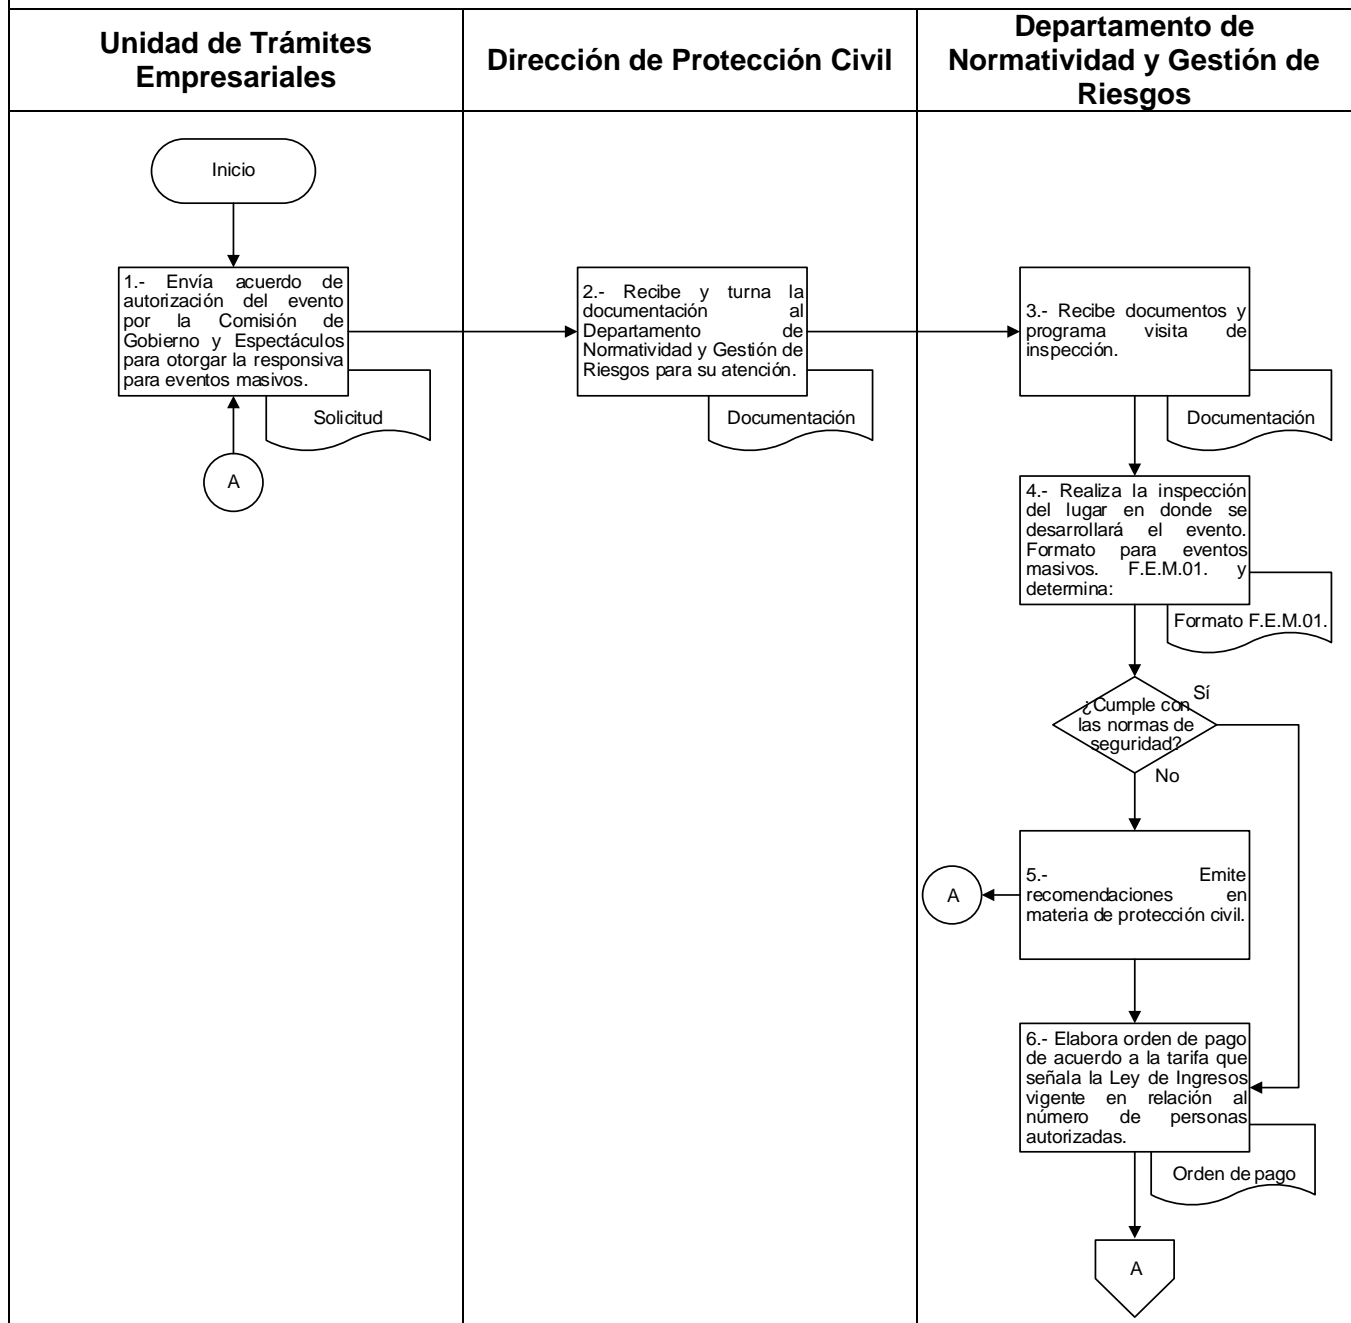 Unidad de Trámites
Empresariales
Dirección de Protección Civil
Departamento de
Normatividad y Gestión de
Riesgos
Inicio
1.- Envía acuerdo de
autorización del evento
por la Comisión de
Gobierno y Espectáculos
para otorgar la responsiva
para eventos masivos.
Solicitud
A
2.- Recibe y turna la
documentación al
Departamento de
Normatividad y Gestión de
Riesgos para su atención.
Documentación
3.- Recibe documentos y
programa visita de
inspección.
Documentación
4.- Realiza la inspección
del lugar en donde se
desarrollará el evento.
Formato para eventos
masivos. F.E.M.01. y
determina:
Formato F.E.M.01.
¿Cumple con
las normas de
seguridad?
Sí
No
5.- Emite
recomendaciones en
materia de protección civil.
A
6.- Elabora orden de pago
de acuerdo a la tarifa que
señala la Ley de Ingresos
vigente en relación al
número de personas
autorizadas.
Orden de pago
A